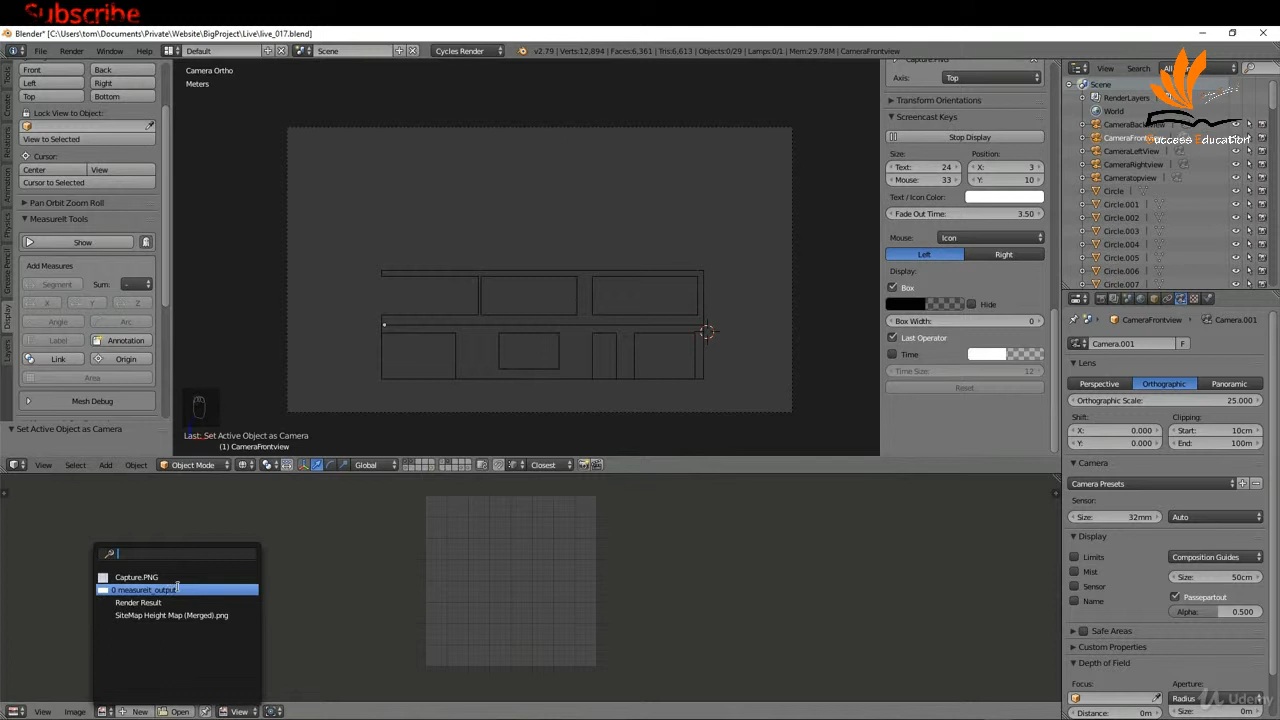 Subscribe
Blender* [C:\Users\tom\Documents\Private\Website\BigProject\Live\live_017.blend]
File Render Window Help Default Scene Cycles Render v2.79 | Verts:12,894 | Faces:6,361 | Tris:6,613 | Objects:0/29 | Lamps:0/1 | Mem:29.78M | CameraFrontview
Front Back
Left Right
Top Bottom
Lock View to Object:
View to Selected
Cursor:
Center View
Cursor to Selected
Pan Orbit Zoom Roll
MeasureIt Tools
Show
Add Measures
Segment Sum: -
X Y Z
Angle Arc
Label Annotation
Link Origin
Area
Mesh Debug
Set Active Object as Camera
Tools
Create
Relations
Animation
Physics
Grease Pencil
Display
Layers
Camera Ortho
Meters
Last: Set Active Object as Camera
(1) CameraFrontview
View Select Add Object Object Mode Global Closest
Axis: Top
Transform Orientations
Screencast Keys
Stop Display
Size: Position:
Text: 24 X: 3
Mouse: 33 Y: 10
Text / Icon Color:
Fade Out Time: 3.50
Mouse: Icon
Left Right
Display:
Box
Hide
Box Width: 0
Last Operator
Time
Time Size: 12
Reset
View Search All
Scene
RenderLayers
World
CameraLeftView
CameraRightview
Cameratopview
Circle
Circle.001
Circle.002
Circle.003
Circle.004
Circle.005
Circle.006
Circle.007
Success Education
CameraFrontview Camera.001
Camera.001 F
Lens
Perspective Orthographic Panoramic
Orthographic Scale: 25.000
Shift: Clipping:
X: 0.000 Start: 10cm
Y: 0.000 End: 100m
Camera
Camera Presets
Sensor:
Size: 32mm Auto
Display
Limits Composition Guides
Mist Size: 50cm
Sensor Passepartout
Name Alpha: 0.500
Safe Areas
Custom Properties
Depth of Field
Focus: Aperture:
Radius
Distance: 0m Size: 0m
Udemy
Capture.PNG
0 measureit_output
Render Result
SiteMap Height Map (Merged).png
View Image New Open View